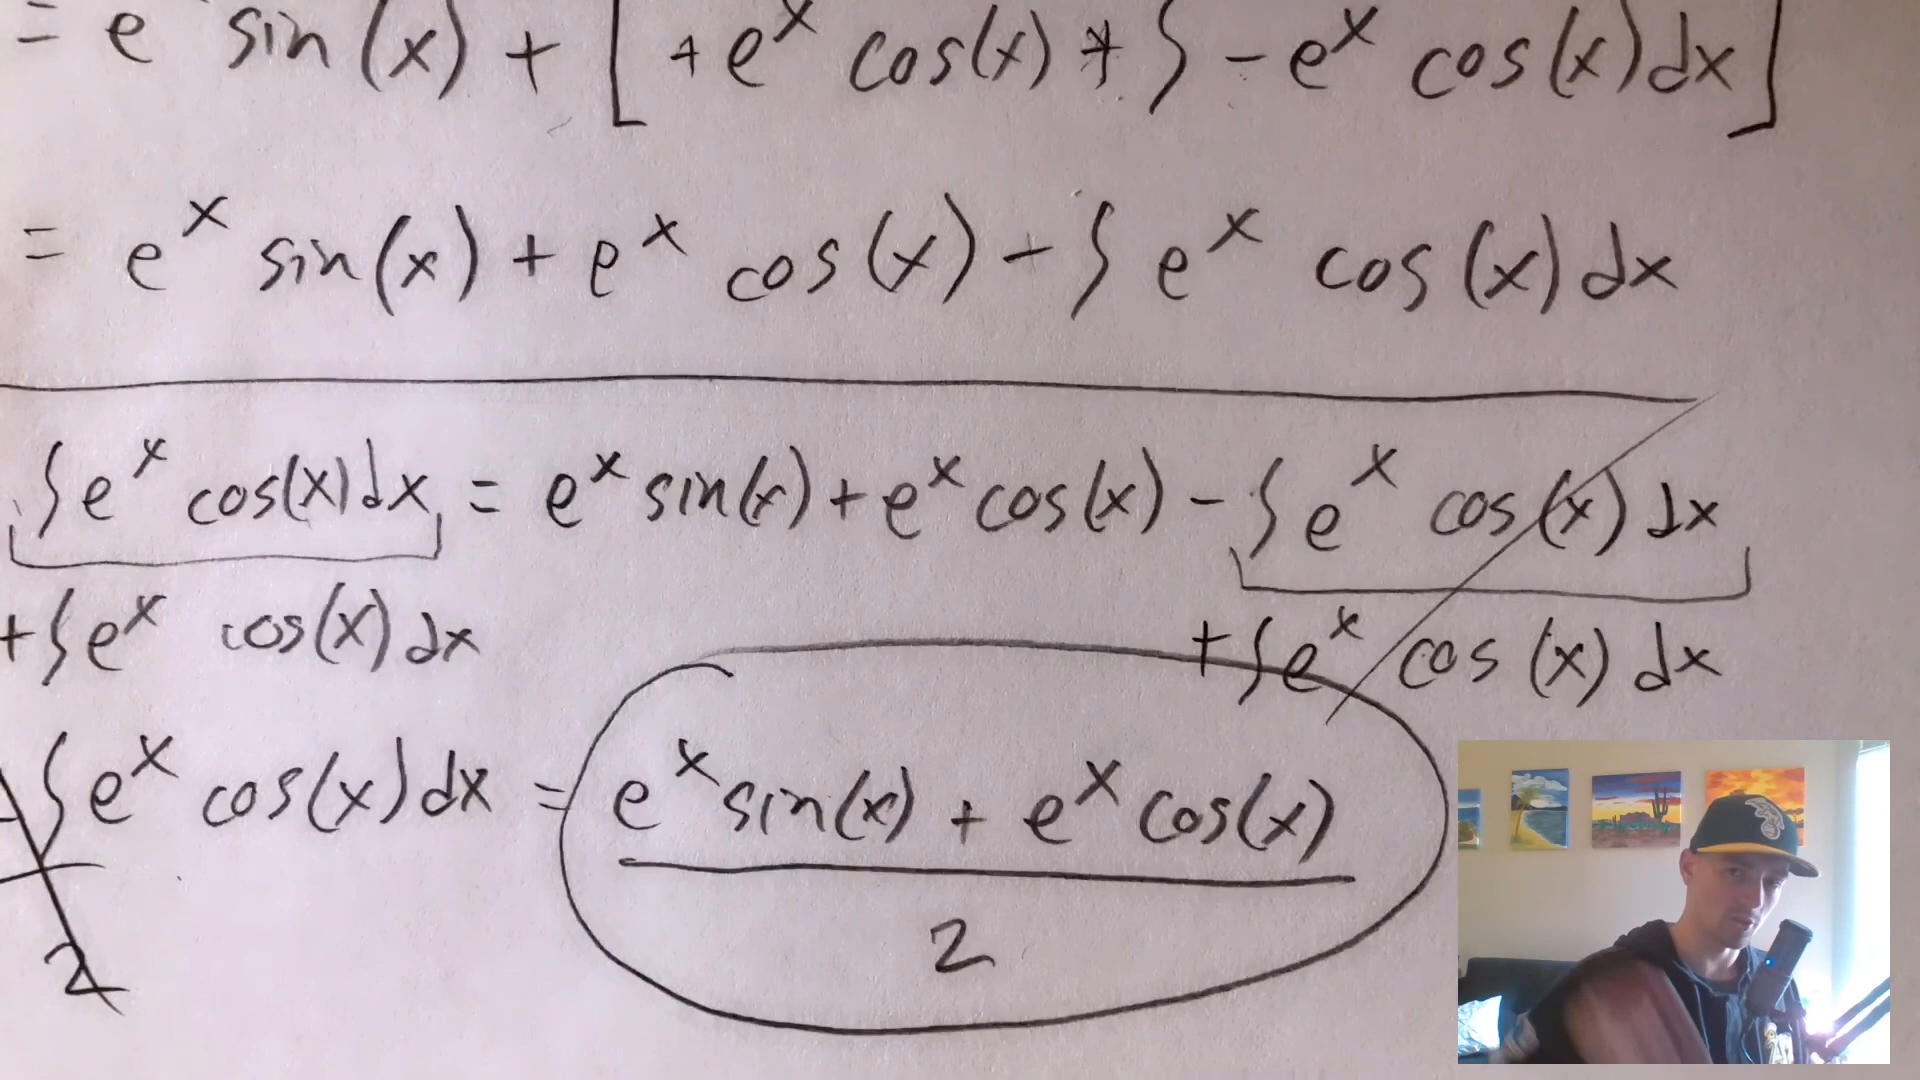 = e sin(x) + [ +e^x cos(x) + ∫ - e^x cos(x)dx ]
= e^x sin(x) + e^x cos(x) - ∫ e^x cos(x)dx
∫e^x cos(x)dx = e^x sin(x) + e^x cos(x) - ∫e^x cos(x)dx
+∫e^x cos(x)dx +∫e^x cos(x)dx
∫e^x cos(x)dx = e^x sin(x) + e^x cos(x)
2 2